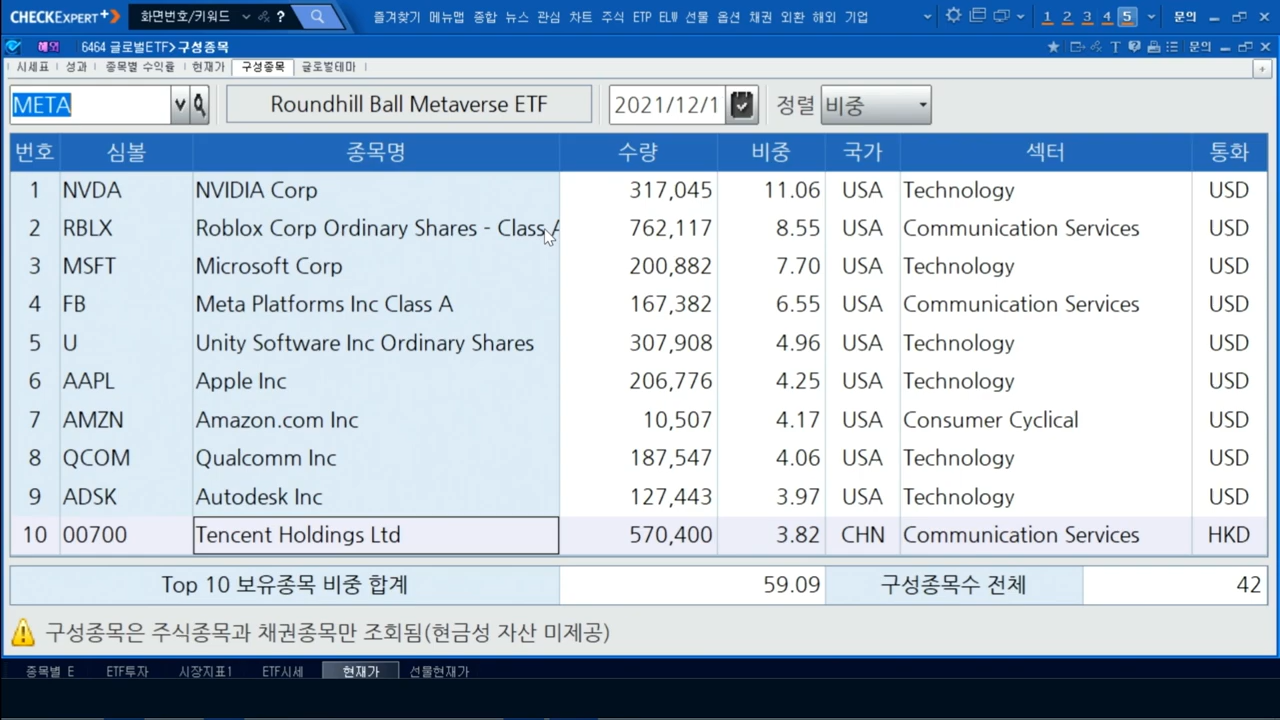 CHECKEXPERT+ 화면번호/키워드 ? 즐겨찾기 메뉴맵 종합 뉴스 관심 차트 주식 ETP ELW 선물 옵션 채권 외환 해외 기업 1 2 3 4 5 문의
해외 6464 글로벌ETF>구성종목 T 문의
시세표 성과 종목별 수익률 현재가 구성종목 글로벌테마 +
META Roundhill Ball Metaverse ETF 2021/12/1 정렬 비중
번호 심볼 종목명 수량 비중 국가 섹터 통화
1 NVDA NVIDIA Corp 317,045 11.06 USA Technology USD
2 RBLX Roblox Corp Ordinary Shares - Class A 762,117 8.55 USA Communication Services USD
3 MSFT Microsoft Corp 200,882 7.70 USA Technology USD
4 FB Meta Platforms Inc Class A 167,382 6.55 USA Communication Services USD
5 U Unity Software Inc Ordinary Shares 307,908 4.96 USA Technology USD
6 AAPL Apple Inc 206,776 4.25 USA Technology USD
7 AMZN Amazon.com Inc 10,507 4.17 USA Consumer Cyclical USD
8 QCOM Qualcomm Inc 187,547 4.06 USA Technology USD
9 ADSK Autodesk Inc 127,443 3.97 USA Technology USD
10 00700 Tencent Holdings Ltd 570,400 3.82 CHN Communication Services HKD
Top 10 보유종목 비중 합계 59.09 구성종목수 전체 42
구성종목은 주식종목과 채권종목만 조회됨(현금성 자산 미제공)
종목별 E ETF투자 시장지표1 ETF시세 현재가 선물현재가